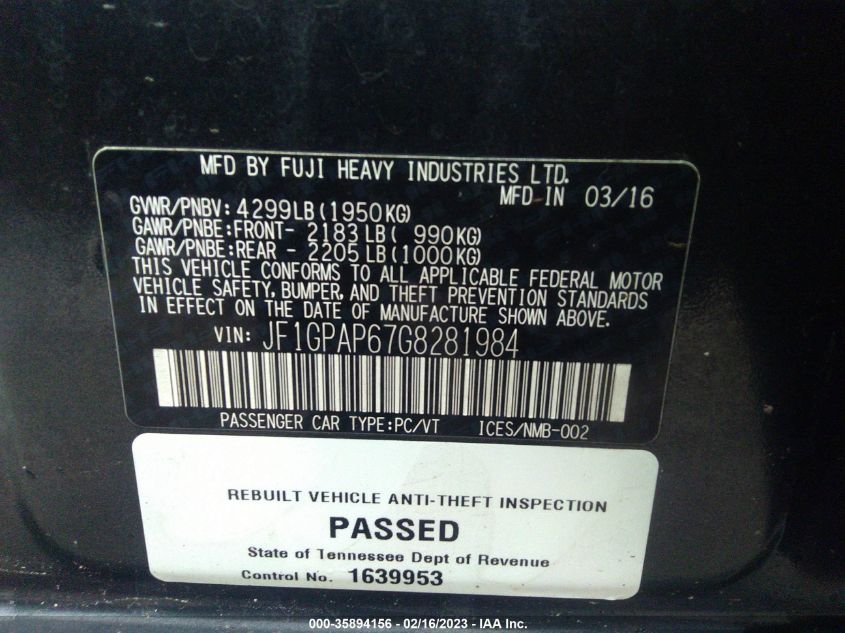 MFD BY FUJI HEAVY INDUSTRIES LTD.
MFD IN 03/16
GVWR/PNBV: 4299LB(1950KG)
GAWR/PNBE:FRONT- 2183LB( 990KG)
GAWR/PNBE:REAR - 2205LB(1000KG)
THIS VEHICLE CONFORMS TO ALL APPLICABLE FEDERAL MOTOR
VEHICLE SAFETY, BUMPER, AND THEFT PREVENTION STANDARDS
IN EFFECT ON THE DATE OF MANUFACTURE SHOWN ABOVE.
VIN: JF1GPAP67G8281984
PASSENGER CAR TYPE:PC/VT ICES/NMB-002
REBUILT VEHICLE ANTI-THEFT INSPECTION
PASSED
State of Tennessee Dept of Revenue
Control No. 1639953
000-35894156 - 02/16/2023 - IAA Inc.